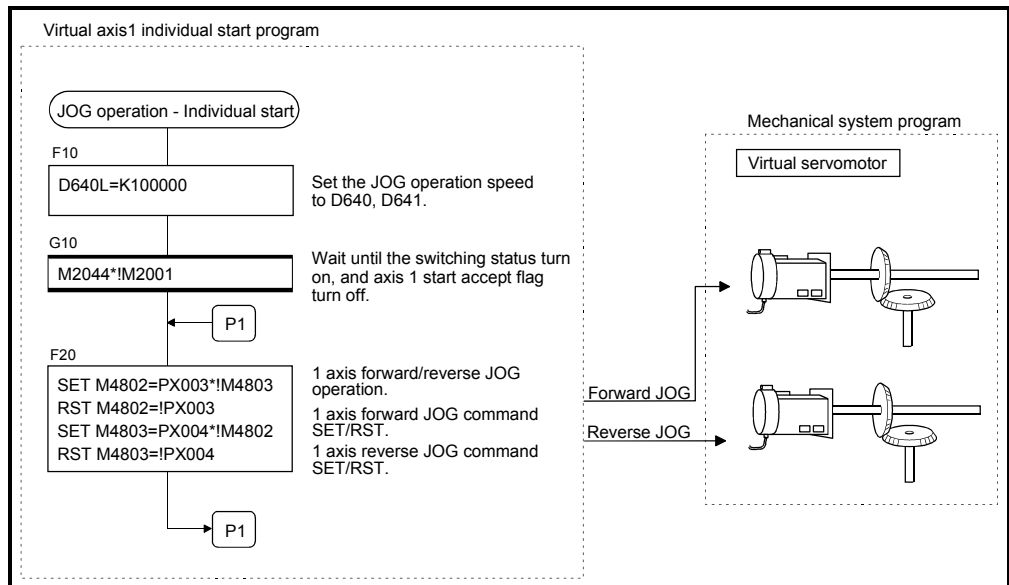 Virtual axis1 individual start program
JOG operation - Individual start
F10
D640L=K100000
Set the JOG operation speed
to D640, D641.
G10
M2044*!M2001
Wait until the switching status turn
on, and axis 1 start accept flag
turn off.
P1
F20
SET M4802=PX003*!M4803
RST M4802=!PX003
SET M4803=PX004*!M4802
RST M4803=!PX004
1 axis forward/reverse JOG
operation.
1 axis forward JOG command
SET/RST.
1 axis reverse JOG command
SET/RST.
P1
Forward JOG
Reverse JOG
Mechanical system program
Virtual servomotor